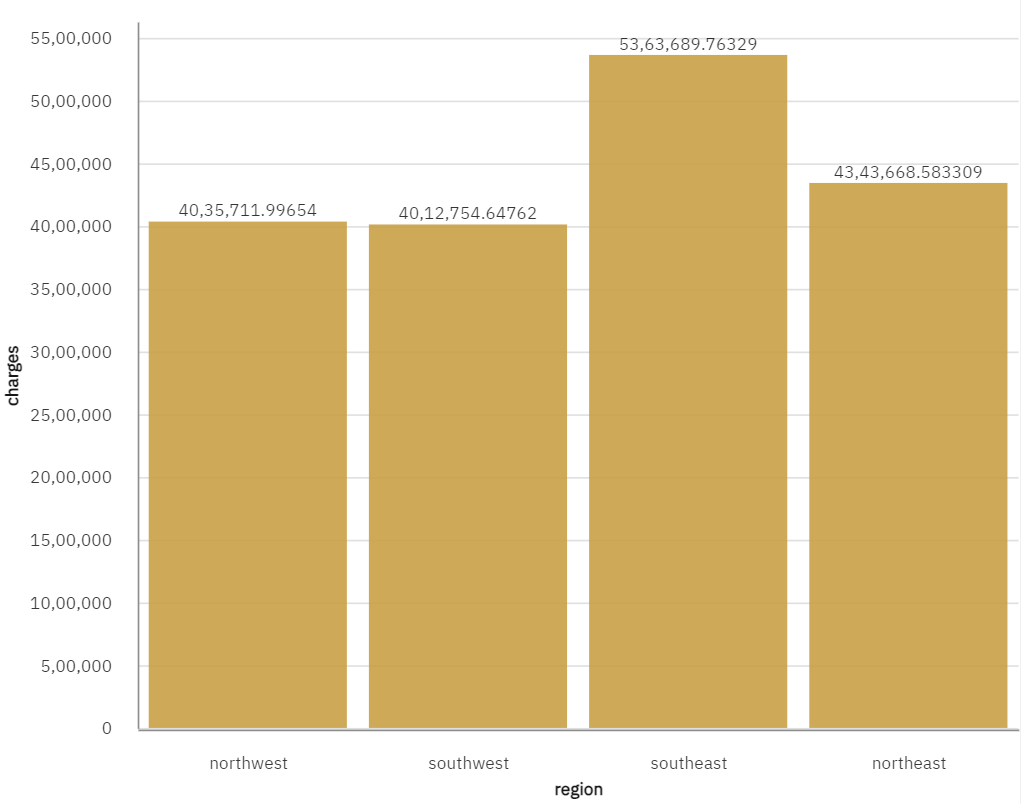 55,00,000
50,00,000
45,00,000
40,00,000
35,00,000
30,00,000
25,00,000
20,00,000
15,00,000
10,00,000
5,00,000
0
charges
40,35,711.99654
40,12,754.64762
53,63,689.76329
43,43,668.583309
northwest
southwest
southeast
northeast
region